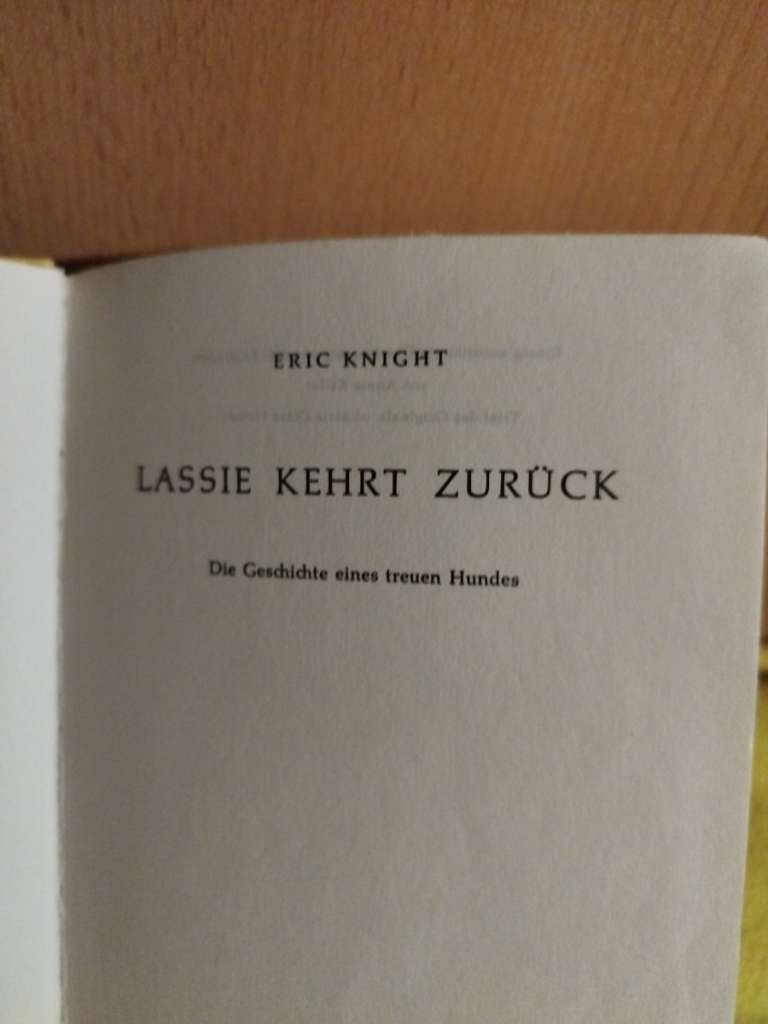 ERIC KNIGHT
LASSIE KEHRT ZURÜCK
Die Geschichte eines treuen Hundes